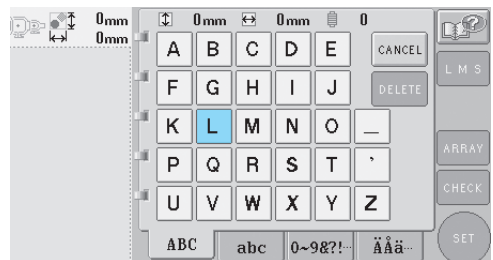 0mm 0mm 0mm 0
0mm
A B C D E CANCEL
L M S
F G H I J DELETE
K L M N O _
ARRAY
P Q R S T '
CHECK
U V W X Y Z
SET
ABC abc 0~9&?!··· ÄÅä···